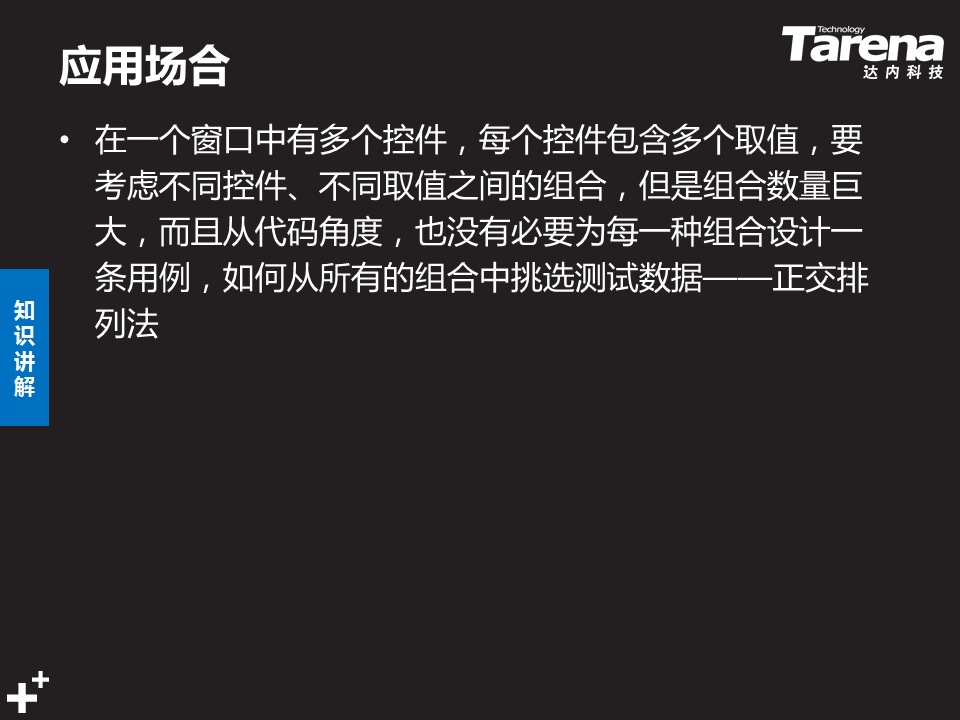 应用场合
Technology
Tarena
达内科技
• 在一个窗口中有多个控件，每个控件包含多个取值，要
考虑不同控件、不同取值之间的组合，但是组合数量巨
大，而且从代码角度，也没有必要为每一种组合设计一
条用例，如何从所有的组合中挑选测试数据——正交排
列法
知
识
讲
解